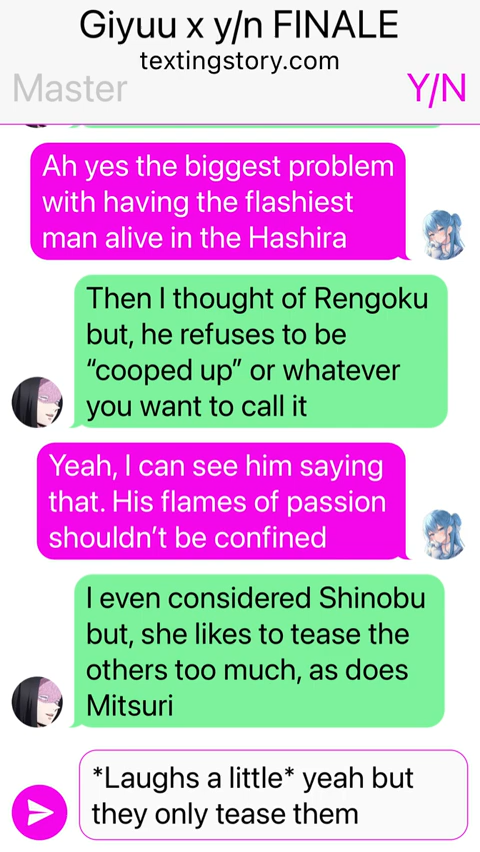 Giyuu x y/n FINALE
textingstory.com
Master
Y/N
Ah yes the biggest problem
with having the flashiest
man alive in the Hashira
Then I thought of Rengoku
but, he refuses to be
“cooped up” or whatever
you want to call it
Yeah, I can see him saying
that. His flames of passion
shouldn’t be confined
I even considered Shinobu
but, she likes to tease the
others too much, as does
Mitsuri
*Laughs a little* yeah but
they only tease them